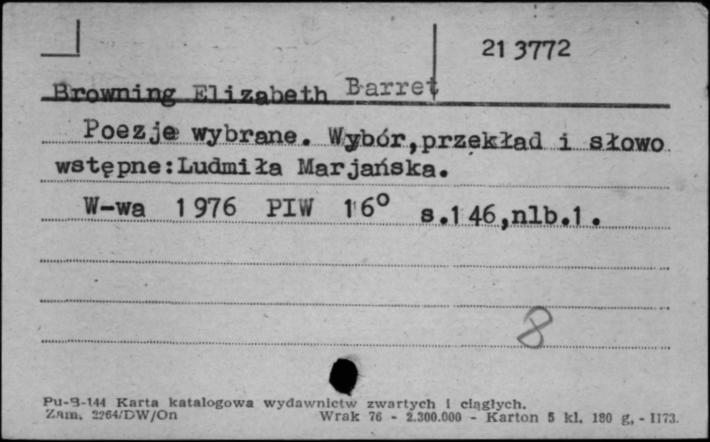 21 3772
Browning Elizabeth Barret
Poezje wybrane. Wybór,przekład i słowo
wstępne:Ludmiła Marjańska.
W-wa 1976 PIW 16° s.146,nlb.1.
8
Pu-B-144 Karta katalogowa wydawnictw zwartych i ciągłych.
Zam. 2264/DW/On Wrak 76 - 2.300.000 - Karton 5 kl. 180 g. - II73.